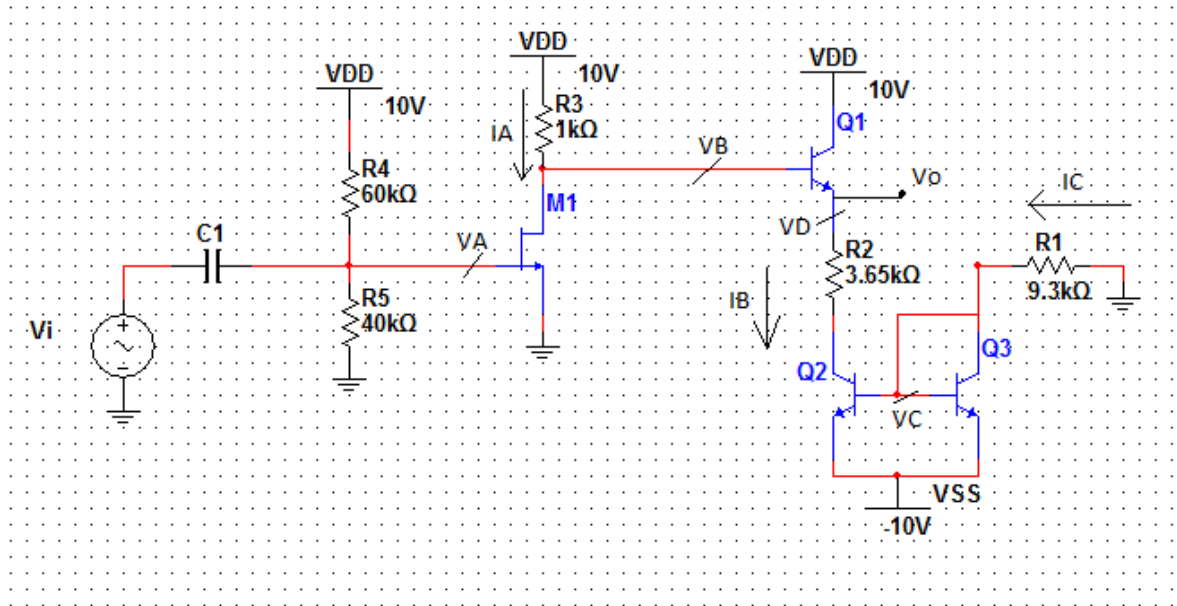 VDD
10V
R4
60kΩ
VDD
10V
IA
R3
1kΩ
VB
VDD
10V
Q1
Vo
IC
M1
C1
VA
VD
R2
3.65kΩ
R1
9.3kΩ
R5
40kΩ
Vi
IB
Q2
Q3
VC
VSS
-10V